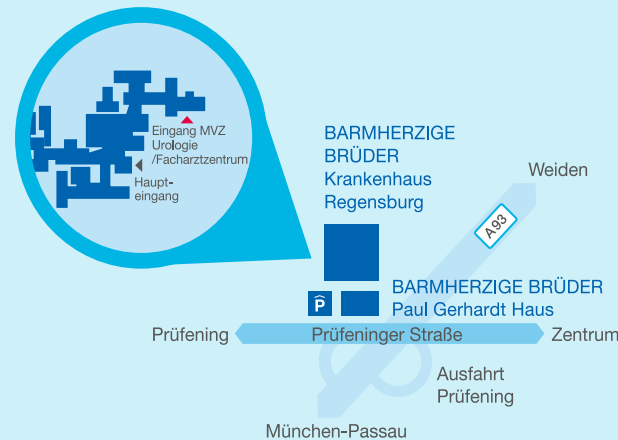 Eingang MVZ
Urologie
/Facharztzentrum
Haupt-
eingang
BARMHERZIGE
BRÜDER
Krankenhaus
Regensburg
Weiden
A93
BARMHERZIGE BRÜDER
Paul Gerhardt Haus
P
Prüfening
Prüfeninger Straße
Zentrum
Ausfahrt
Prüfening
München-Passau